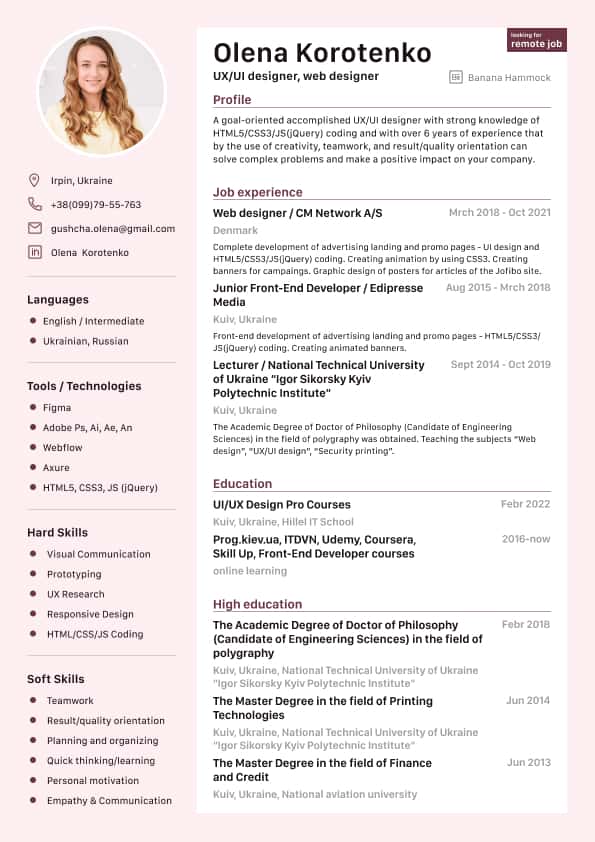 looking for
remote job
Olena Korotenko
UX/UI designer, web designer
Bē Banana Hammock
Profile
A goal-oriented accomplished UX/UI designer with strong knowledge of
HTML5/CSS3/JS(jQuery) coding and with over 6 years of experience that
by the use of creativity, teamwork, and result/quality orientation can
solve complex problems and make a positive impact on your company.
Job experience
Web designer / CM Network A/S Mrch 2018 - Oct 2021
Denmark
Complete development of advertising landing and promo pages - UI design and
HTML5/CSS3/JS(jQuery) coding. Creating animation by using CSS3. Creating
banners for campaings. Graphic design of posters for articles of the Jofibo site.
Junior Front-End Developer / Edipresse Aug 2015 - Mrch 2018
Media
Kuiv, Ukraine
Front-end development of advertising landing and promo pages - HTML5/CSS3/
JS(jQuery) coding. Creating animated banners.
Lecturer / National Technical University Sept 2014 - Oct 2019
of Ukraine “Igor Sikorsky Kyiv
Polytechnic Institute”
Kuiv, Ukraine
The Academic Degree of Doctor of Philosophy (Candidate of Engineering
Sciences) in the field of polygraphy was obtained. Teaching the subjects “Web
design”, “UX/UI design”, “Security printing”.
Education
UI/UX Design Pro Courses Febr 2022
Kuiv, Ukraine, Hillel IT School
Prog.kiev.ua, ITDVN, Udemy, Coursera, 2016-now
Skill Up, Front-End Developer courses
online learning
High education
The Academic Degree of Doctor of Philosophy Febr 2018
(Candidate of Engineering Sciences) in the field of
polygraphy
Kuiv, Ukraine, National Technical University of Ukraine
“Igor Sikorsky Kyiv Polytechnic Institute”
The Master Degree in the field of Printing Jun 2014
Technologies
Kuiv, Ukraine, National Technical University of Ukraine
“Igor Sikorsky Kyiv Polytechnic Institute”
The Master Degree in the field of Finance Jun 2013
and Credit
Kuiv, Ukraine, National aviation university
Irpin, Ukraine
+38(099)79-55-763
gushcha.olena@gmail.com
in Olena Korotenko
Languages
English / Intermediate
Ukrainian, Russian
Tools / Technologies
Figma
Adobe Ps, Ai, Ae, An
Webflow
Axure
HTML5, CSS3, JS (jQuery)
Hard Skills
Visual Communication
Prototyping
UX Research
Responsive Design
HTML/CSS/JS Coding
Soft Skills
Teamwork
Result/quality orientation
Planning and organizing
Quick thinking/learning
Personal motivation
Empathy & Communication